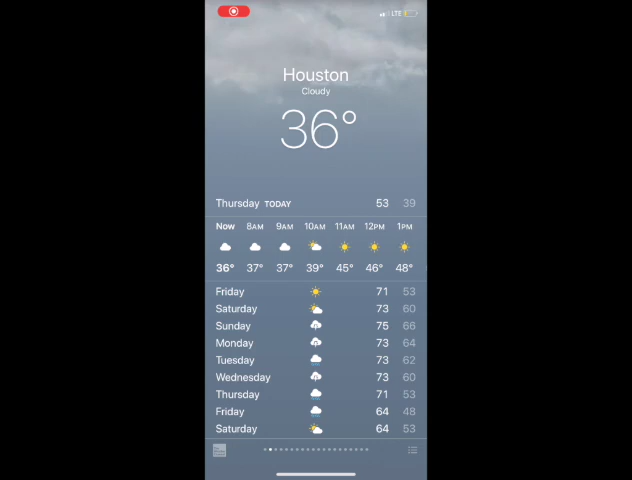 LTE
Houston
Cloudy
36°
Thursday TODAY 53 39
Now 8AM 9AM 10AM 11AM 12PM 1PM
36° 37° 37° 39° 45° 46° 48°
Friday 71 53
Saturday 73 60
Sunday 75 66
Monday 73 64
Tuesday 73 62
Wednesday 73 60
Thursday 71 53
Friday 64 48
Saturday 64 53